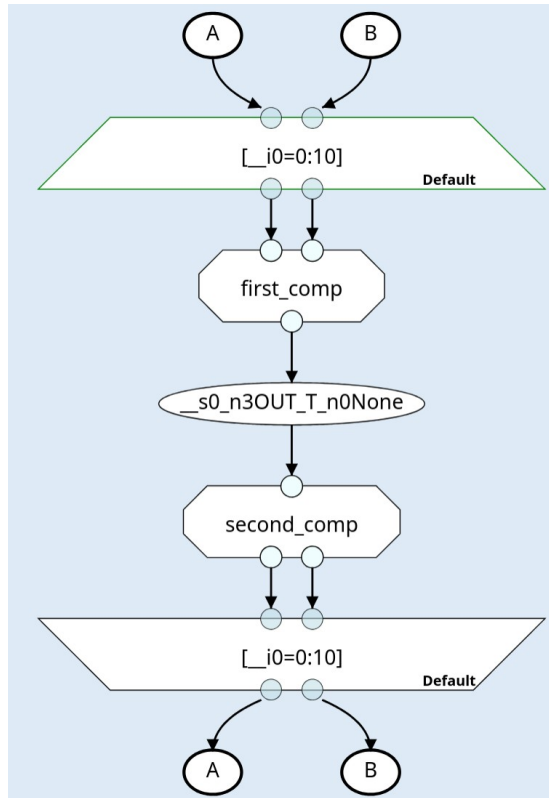 A B
[__i0=0:10]
Default
first_comp
__s0_n3OUT_T_n0None
second_comp
[__i0=0:10]
Default
A B